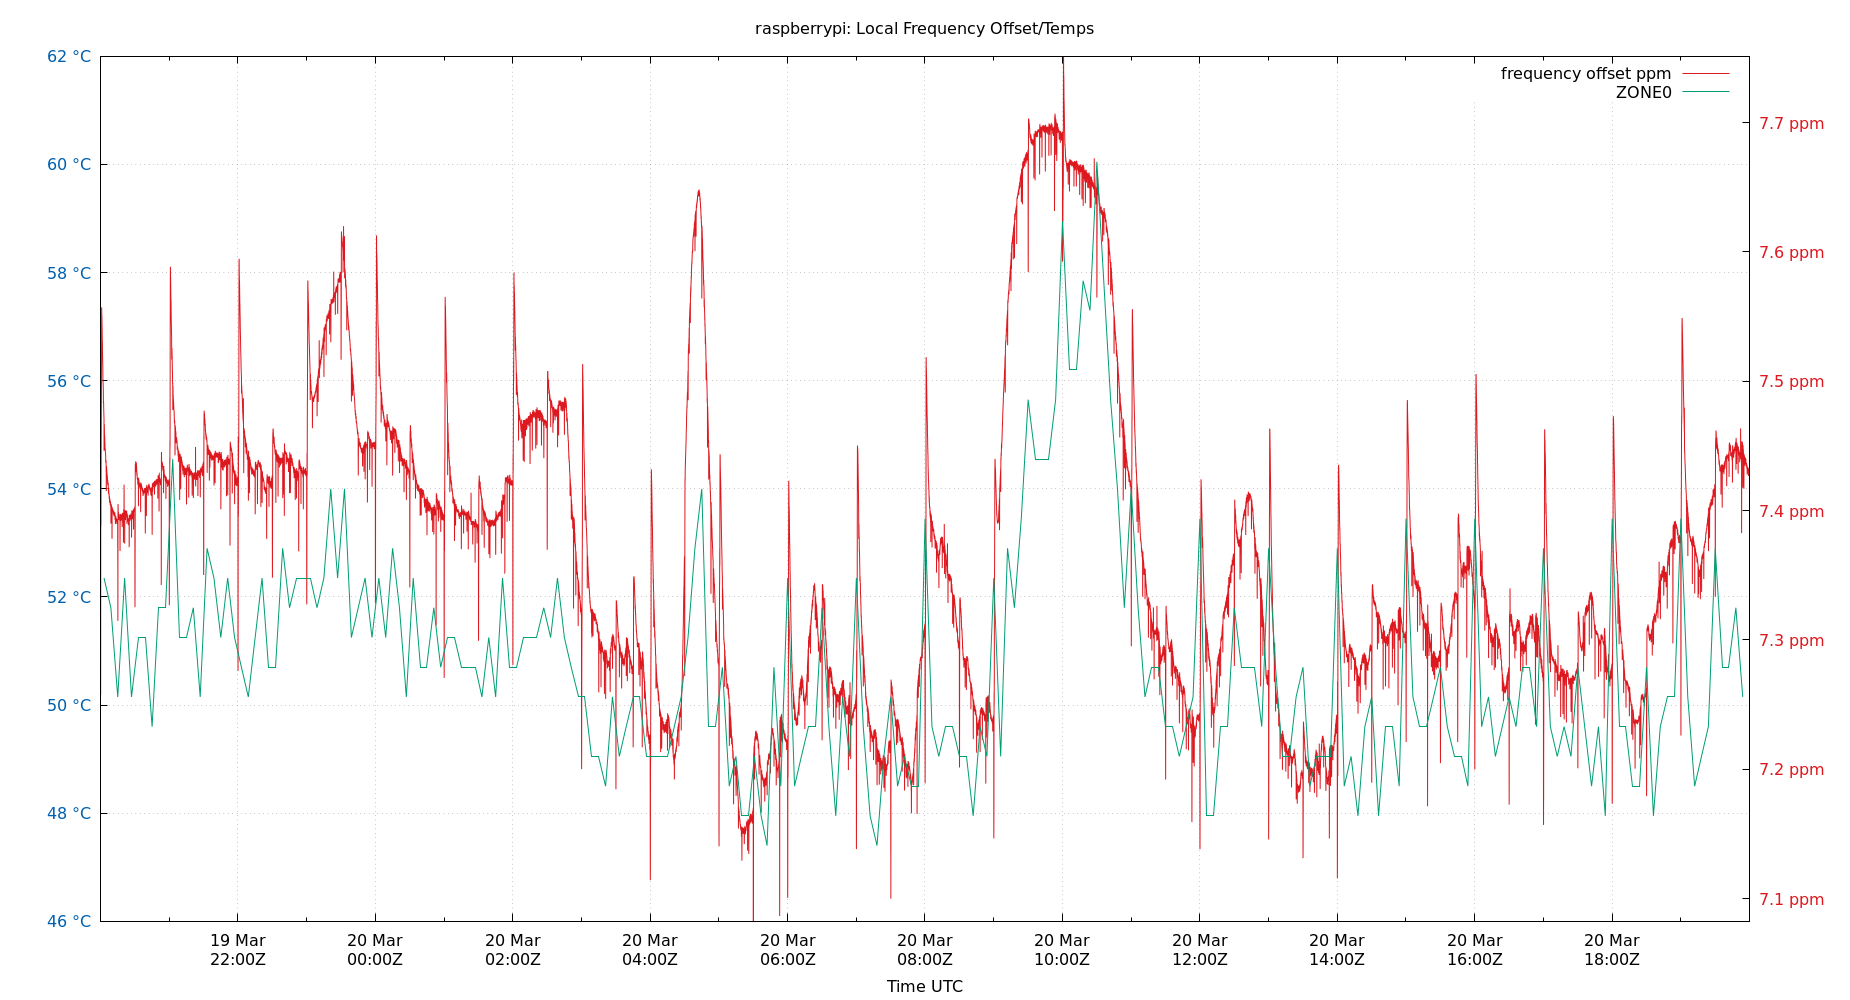 raspberrypi: Local Frequency Offset/Temps
frequency offset ppm
ZONE0
62 °C
60 °C
58 °C
56 °C
54 °C
52 °C
50 °C
48 °C
46 °C
7.7 ppm
7.6 ppm
7.5 ppm
7.4 ppm
7.3 ppm
7.2 ppm
7.1 ppm
19 Mar
22:00Z
20 Mar
00:00Z
20 Mar
02:00Z
20 Mar
04:00Z
20 Mar
06:00Z
20 Mar
08:00Z
20 Mar
10:00Z
20 Mar
12:00Z
20 Mar
14:00Z
20 Mar
16:00Z
20 Mar
18:00Z
Time UTC